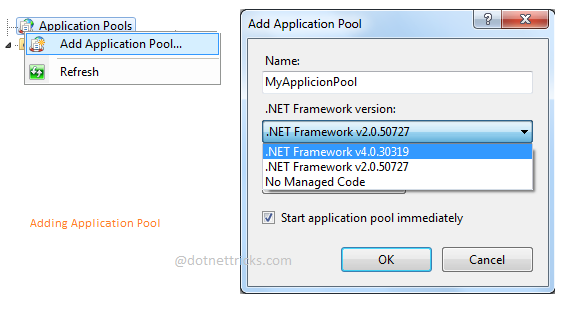 Application Pools
Add Application Pool...
Refresh
Adding Application Pool
Add Application Pool
?
Name:
MyApplicionPool
.NET Framework version:
.NET Framework v2.0.50727
.NET Framework v4.0.30319
.NET Framework v2.0.50727
No Managed Code
Start application pool immediately
OK
Cancel
@dotnettricks.com